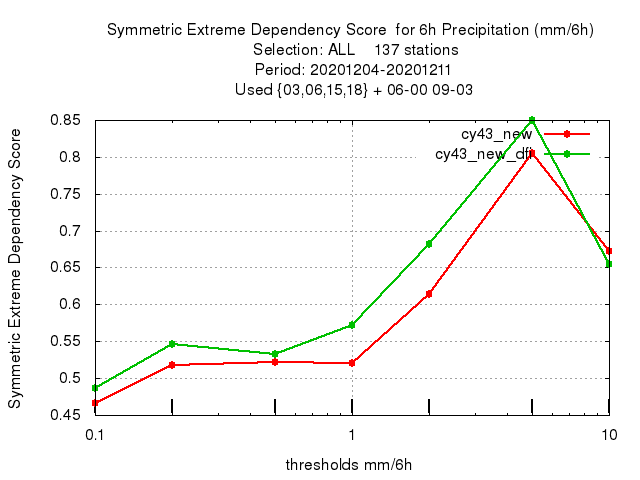 Symmetric Extreme Dependency Score  for 6h Precipitation (mm/6h)
Selection: ALL    137 stations
Period: 20201204-20201211
Used {03,06,15,18} + 06-00 09-03
Symmetric Extreme Dependency Score
0.85
0.8
0.75
0.7
0.65
0.6
0.55
0.5
0.45
cy43_new
cy43_new_dfi
0.1
1
10
thresholds mm/6h